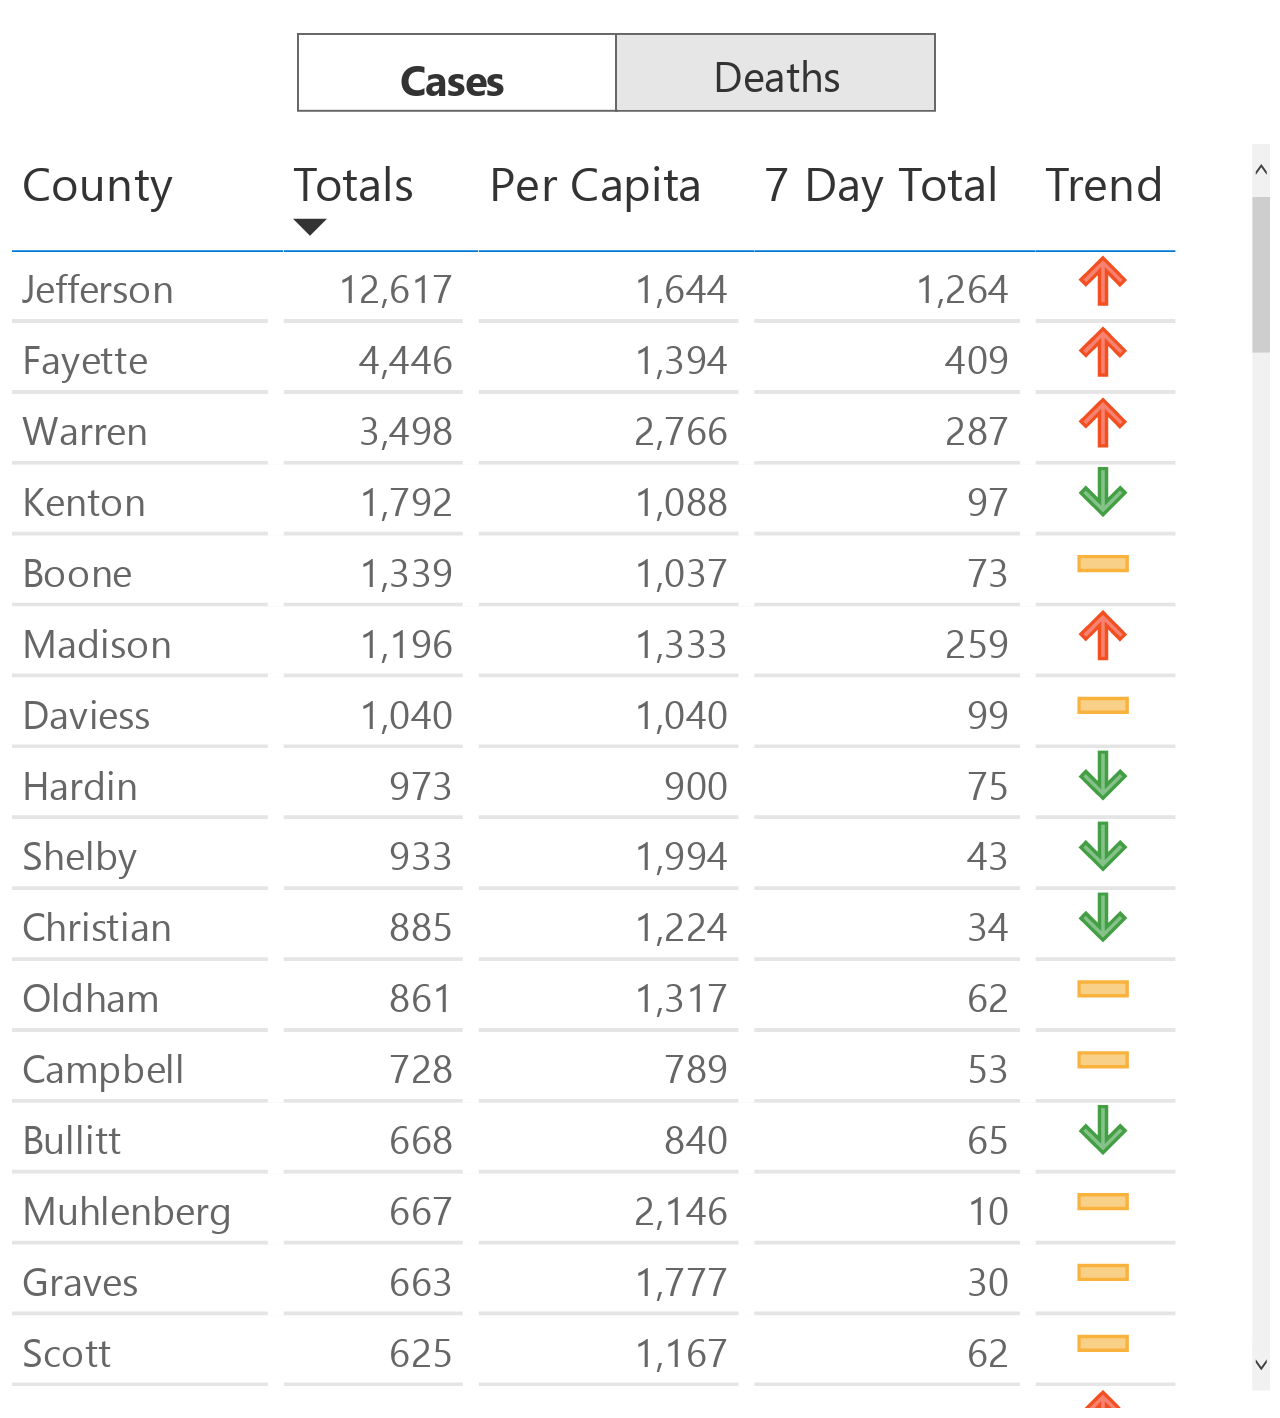 Cases Deaths
County Totals Per Capita 7 Day Total Trend
Jefferson 12,617 1,644 1,264
Fayette 4,446 1,394 409
Warren 3,498 2,766 287
Kenton 1,792 1,088 97
Boone 1,339 1,037 73
Madison 1,196 1,333 259
Daviess 1,040 1,040 99
Hardin 973 900 75
Shelby 933 1,994 43
Christian 885 1,224 34
Oldham 861 1,317 62
Campbell 728 789 53
Bullitt 668 840 65
Muhlenberg 667 2,146 10
Graves 663 1,777 30
Scott 625 1,167 62